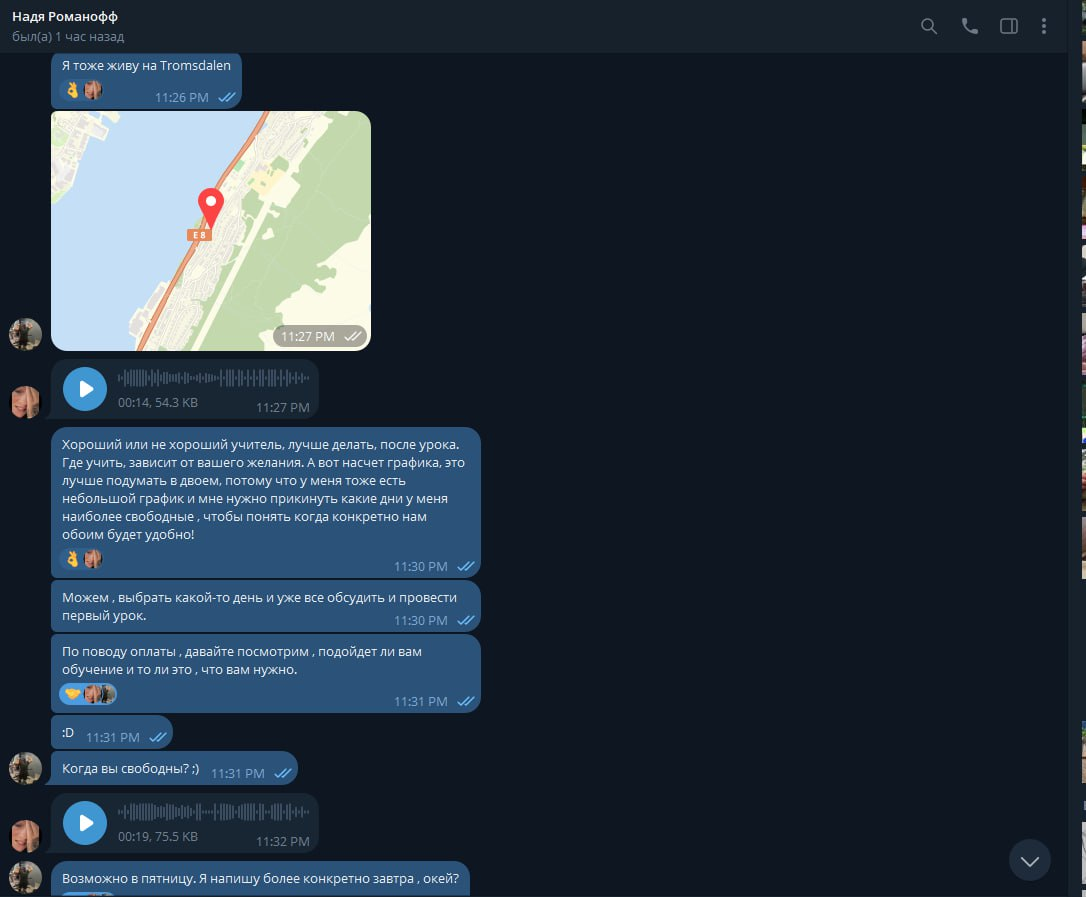 Надя Романофф
был(а) 1 час назад
Я тоже живу на Tromsdalen
11:26 PM
E 8
11:27 PM
00:14, 54.3 KB
11:27 PM
Хороший или не хороший учитель, лучше делать, после урока.
Где учить, зависит от вашего желания. А вот насчет графика, это
лучше подумать в двоем, потому что у меня тоже есть
небольшой график и мне нужно прикинуть какие дни у меня
наиболее свободные , чтобы понять когда конкретно нам
обоим будет удобно!
11:30 PM
Можем , выбрать какой-то день и уже все обсудить и провести
первый урок.
11:30 PM
По поводу оплаты , давайте посмотрим , подойдет ли вам
обучение и то ли это , что вам нужно.
11:31 PM
:D
11:31 PM
Когда вы свободны? ;)
11:31 PM
00:19, 75.5 KB
11:32 PM
Возможно в пятницу. Я напишу более конкретно завтра , окей?